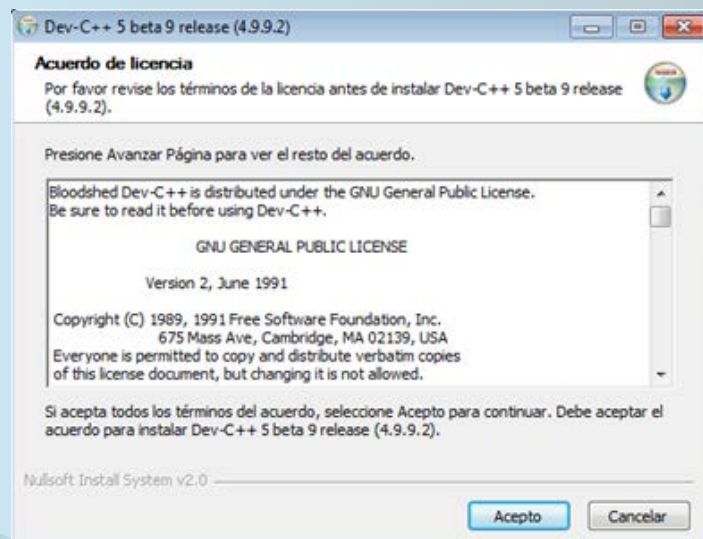 Dev-C++ 5 beta 9 release (4.9.9.2)
Acuerdo de licencia
Por favor revise los términos de la licencia antes de instalar Dev-C++ 5 beta 9 release
(4.9.9.2).
Presione Avanzar Página para ver el resto del acuerdo.
Bloodshed Dev-C++ is distributed under the GNU General Public License.
Be sure to read it before using Dev-C++.
GNU GENERAL PUBLIC LICENSE
Version 2, June 1991
Copyright (C) 1989, 1991 Free Software Foundation, Inc.
675 Mass Ave, Cambridge, MA 02139, USA
Everyone is permitted to copy and distribute verbatim copies
of this license document, but changing it is not allowed.
Si acepta todos los términos del acuerdo, seleccione Acepto para continuar. Debe aceptar el
acuerdo para instalar Dev-C++ 5 beta 9 release (4.9.9.2).
Nullsoft Install System v2.0
Acepto
Cancelar